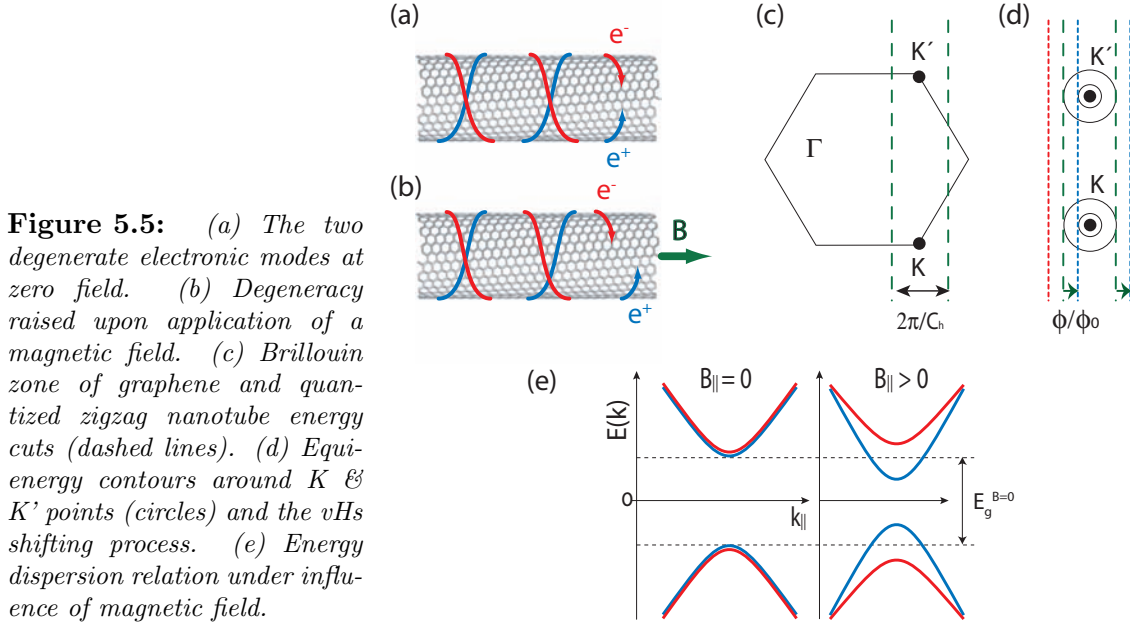 Figure 5.5: (a) The two
degenerate electronic modes at
zero field. (b) Degeneracy
raised upon application of a
magnetic field. (c) Brillouin
zone of graphene and quan-
tized zigzag nanotube energy
cuts (dashed lines). (d) Equi-
energy contours around K &
K' points (circles) and the vHs
shifting process. (e) Energy
dispersion relation under influ-
ence of magnetic field.
(a)
e-
e+
(b)
e-
B
e+
(c)
K´
Γ
K
2π/Cₕ
(d)
K´
K
ϕ/ϕ₀
(e)
B∥= 0
B∥> 0
E(k)
0
k∥
E_g^B=0